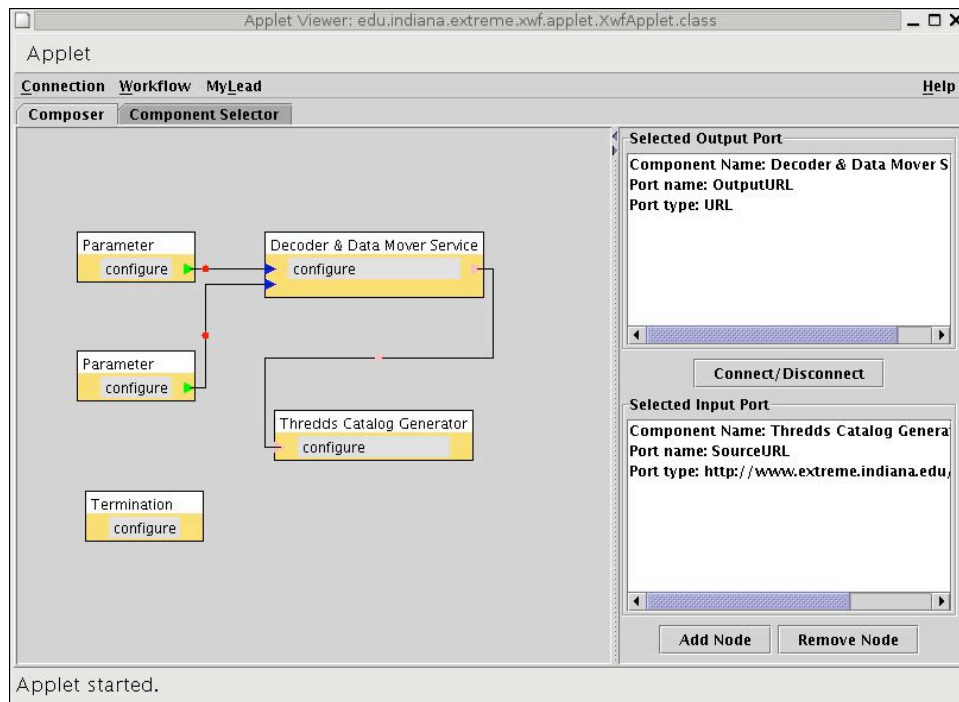 Applet Viewer: edu.indiana.extreme.xwf.applet.XwfApplet.class
Applet
Connection Workflow MyLead Help
Composer Component Selector
Parameter
configure
Decoder & Data Mover Service
configure
Parameter
configure
Thredds Catalog Generator
configure
Termination
configure
Selected Output Port
Component Name: Decoder & Data Mover S
Port name: OutputURL
Port type: URL
Connect/Disconnect
Selected Input Port
Component Name: Thredds Catalog Genera
Port name: SourceURL
Port type: http://www.extreme.indiana.edu/
Add Node Remove Node
Applet started.